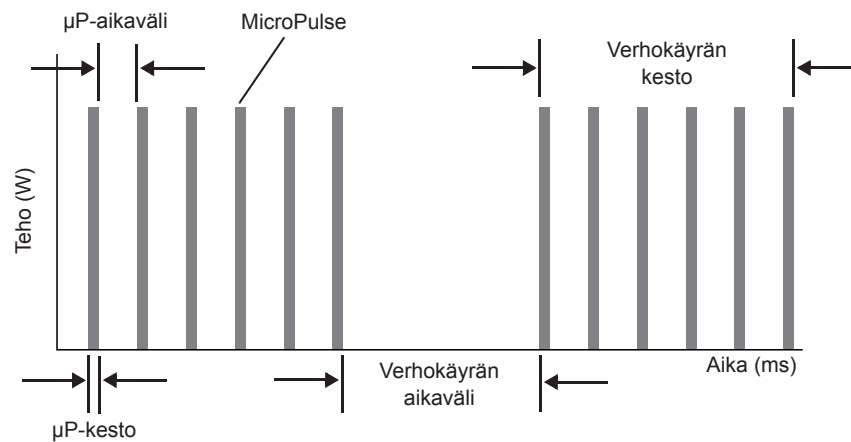 µP-aikaväli
MicroPulse
Verhokäyrän
kesto
Teho (W)
Aika (ms)
Verhokäyrän
aikaväli
µP-kesto